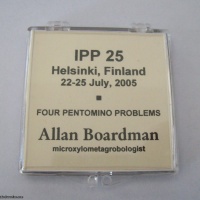 IPP 25
Helsinki, Finland
22-25 July, 2005
FOUR PENTOMINO PROBLEMS
Allan Boardman
microxylometagrobologist